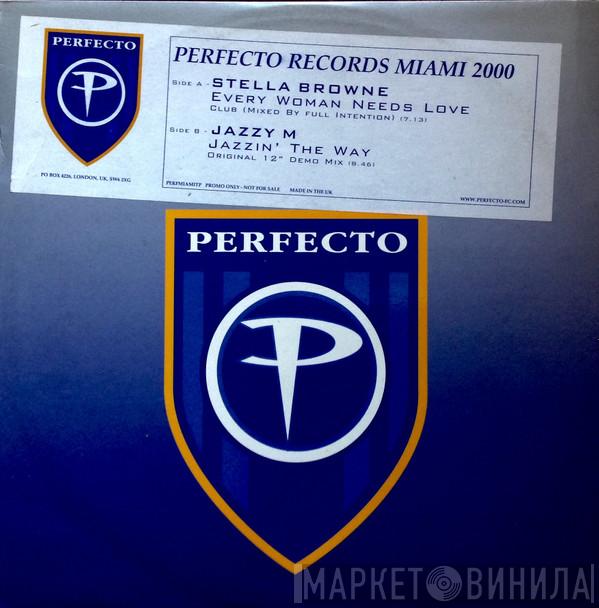 PERFECTO
PO BOX 4226, LONDON, UK, SW6 2XG
PERFECTO RECORDS MIAMI 2000
SIDE A - STELLA BROWNE
EVERY WOMAN NEEDS LOVE
CLUB (MIXED BY FULL INTENTION) (7.13)
SIDE B - JAZZY M
JAZZIN' THE WAY
ORIGINAL 12" DEMO MIX (8.46)
PERFMIAMITP PROMO ONLY - NOT FOR SALE MADE IN THE UK
WWW.PERFECTO-FC.COM
PERFECTO
МАРКЕТ ВИНИЛА